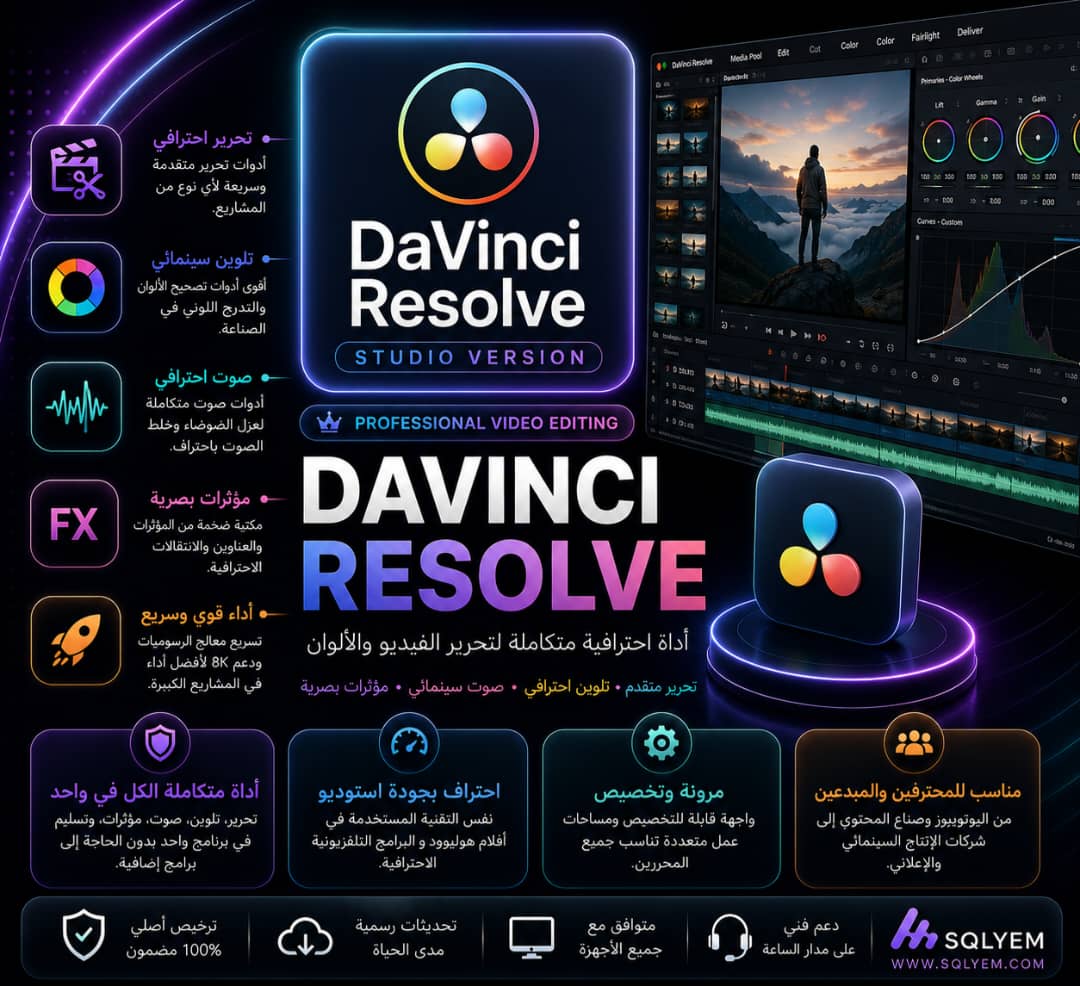 DaVinci
Resolve
STUDIO VERSION
PROFESSIONAL VIDEO EDITING
DAVINCI
RESOLVE
أداة احترافية متكاملة لتحرير الفيديو والألوان
تحرير متقدم • تلوين احترافي • صوت سينمائي • مؤثرات بصرية
تحرير احترافي
أدوات تحرير متقدمة
وسريعة لأي نوع من
المشاريع.
تلوين سينمائي
أقوى أدوات تصحيح الألوان
والتدرج اللوني في
الصناعة.
صوت احترافي
أدوات صوت متكاملة
لعزل الضوضاء وخلط
الصوت باحتراف.
FX
مؤثرات بصرية
مكتبة ضخمة من المؤثرات
والعناوين والانتقالات
الاحترافية.
أداء قوي وسريع
تسريع معالج الرسوميات
ودعم 8K لأفضل أداء
في المشاريع الكبيرة.
DaVinci Resolve
Media Pool
Edit
Cut
Color
Color
Fairlight
Deliver
Primaries - Color Wheels
Lift
Gamma
Gain
Curves - Custom
مناسب للمحترفين والمبدعين
من اليوتيوبوز وصناع المحتوي إلى
شركات الإنتاج السينمائي
والإعلاني.
مرونة وتخصيص
واجهة قابلة للتخصيص ومساحات
عمل متعددة تناسب جميع
المحررين.
احتراف بجودة استوديو
نفس التقنية المستخدمة في
أفلام هوليوود و البرامج التلفزيونية
الاحترافية.
أداة متكاملة الكل في واحد
تحرير، تلوين، صوت، مؤثرات، وتسليم
في برنامج واحد بدون الحاجة إلى
برامج إضافية.
SQLYEM
WWW.SQLYEM.COM
دعم فني
على مدار الساعة
متوافق مع
جميع الأجهزة
تحديثات رسمية
مدى الحياة
ترخيص أصلي
100% مضمون